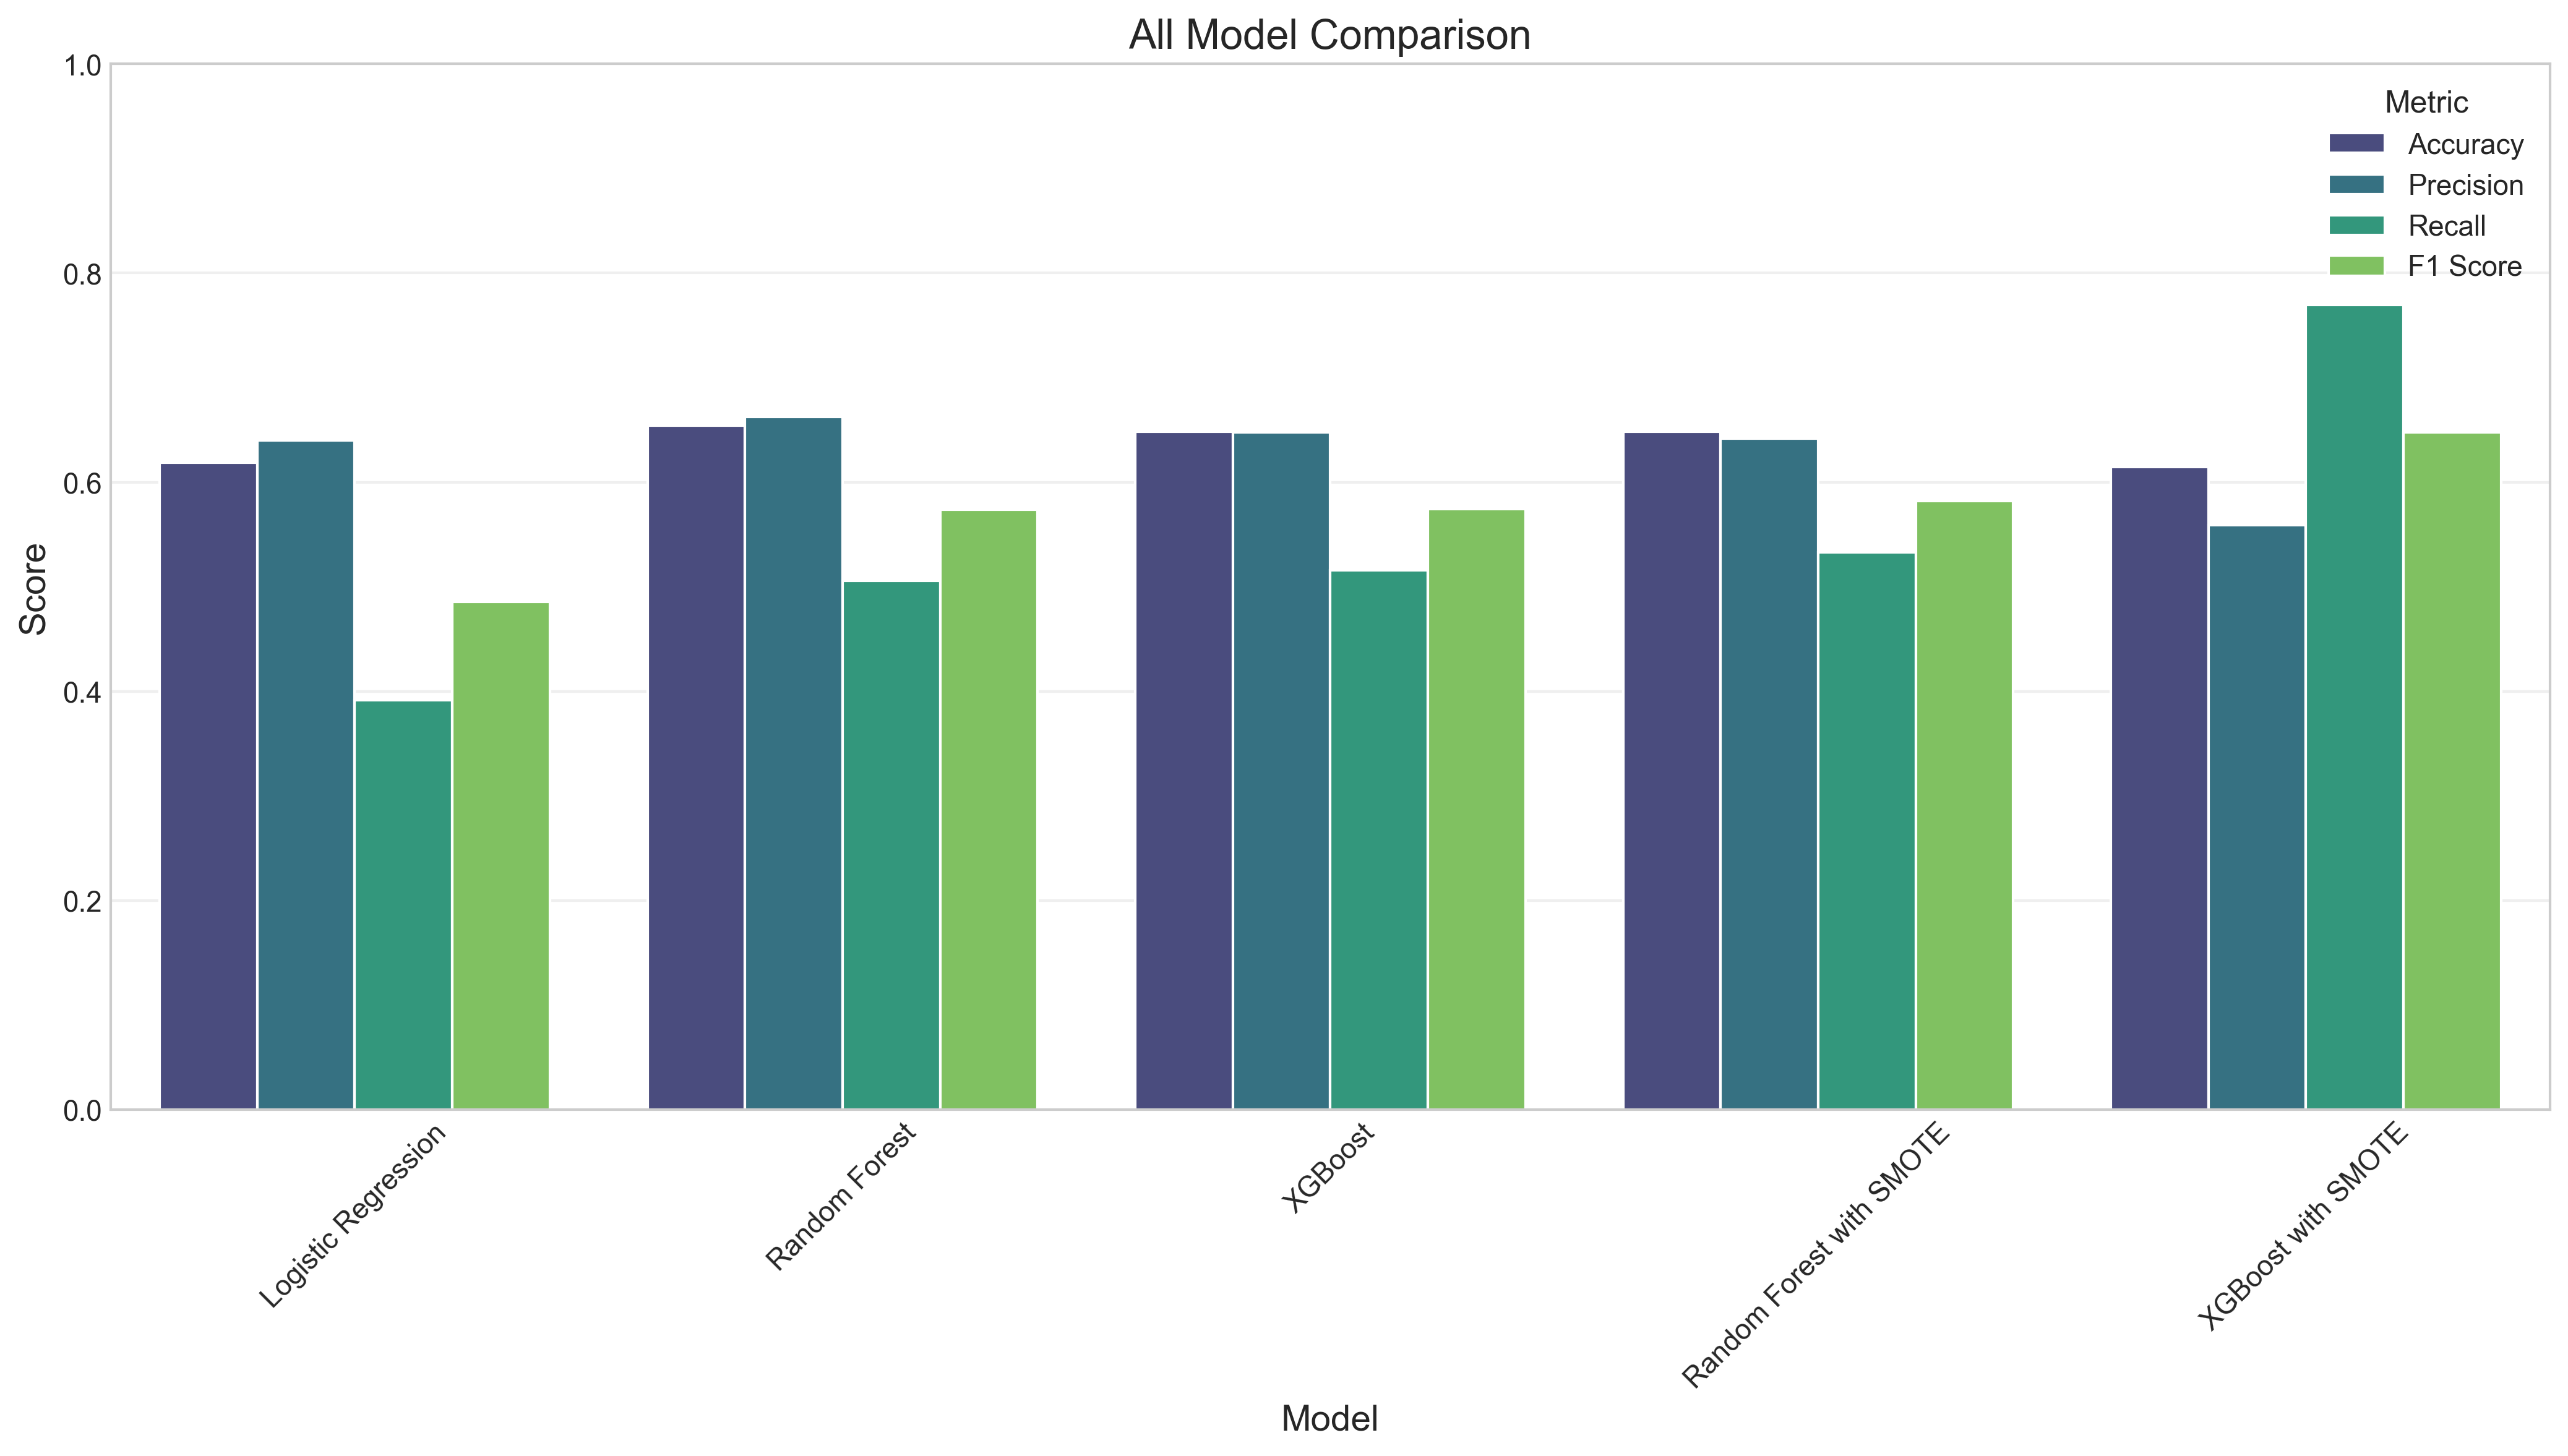 All Model Comparison
1.0
0.8
0.6
0.4
0.2
0.0
Score
Metric
Accuracy
Precision
Recall
F1 Score
Logistic Regression
Random Forest
XGBoost
Random Forest with SMOTE
XGBoost with SMOTE
Model